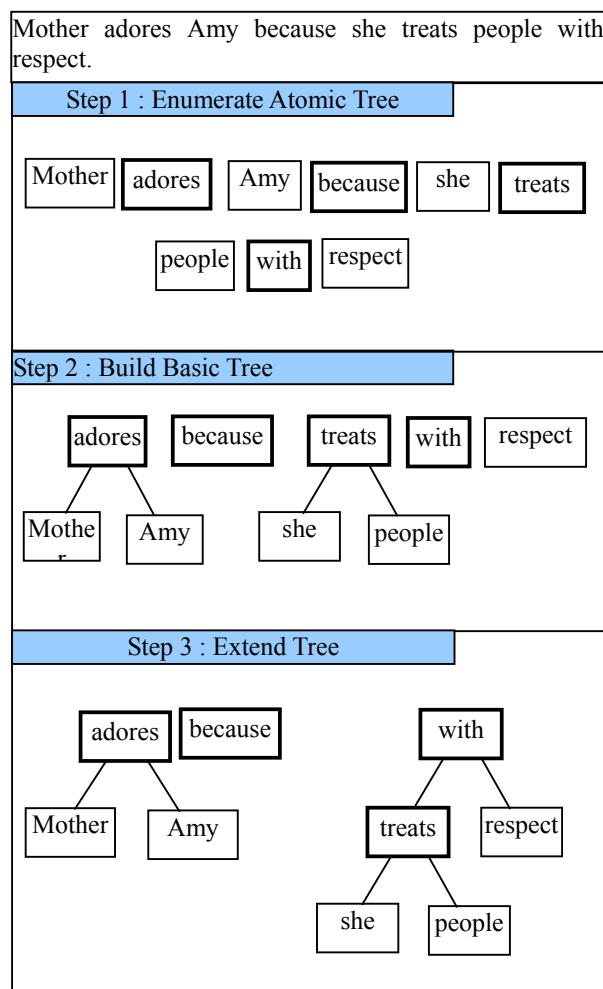 Mother adores Amy because she treats people with
respect.
Step 1 : Enumerate Atomic Tree
Mother adores Amy because she treats
people with respect
Step 2 : Build Basic Tree
adores because treats with respect
Mothe
r Amy she people
Step 3 : Extend Tree
adores because with
Mother Amy treats respect
she people